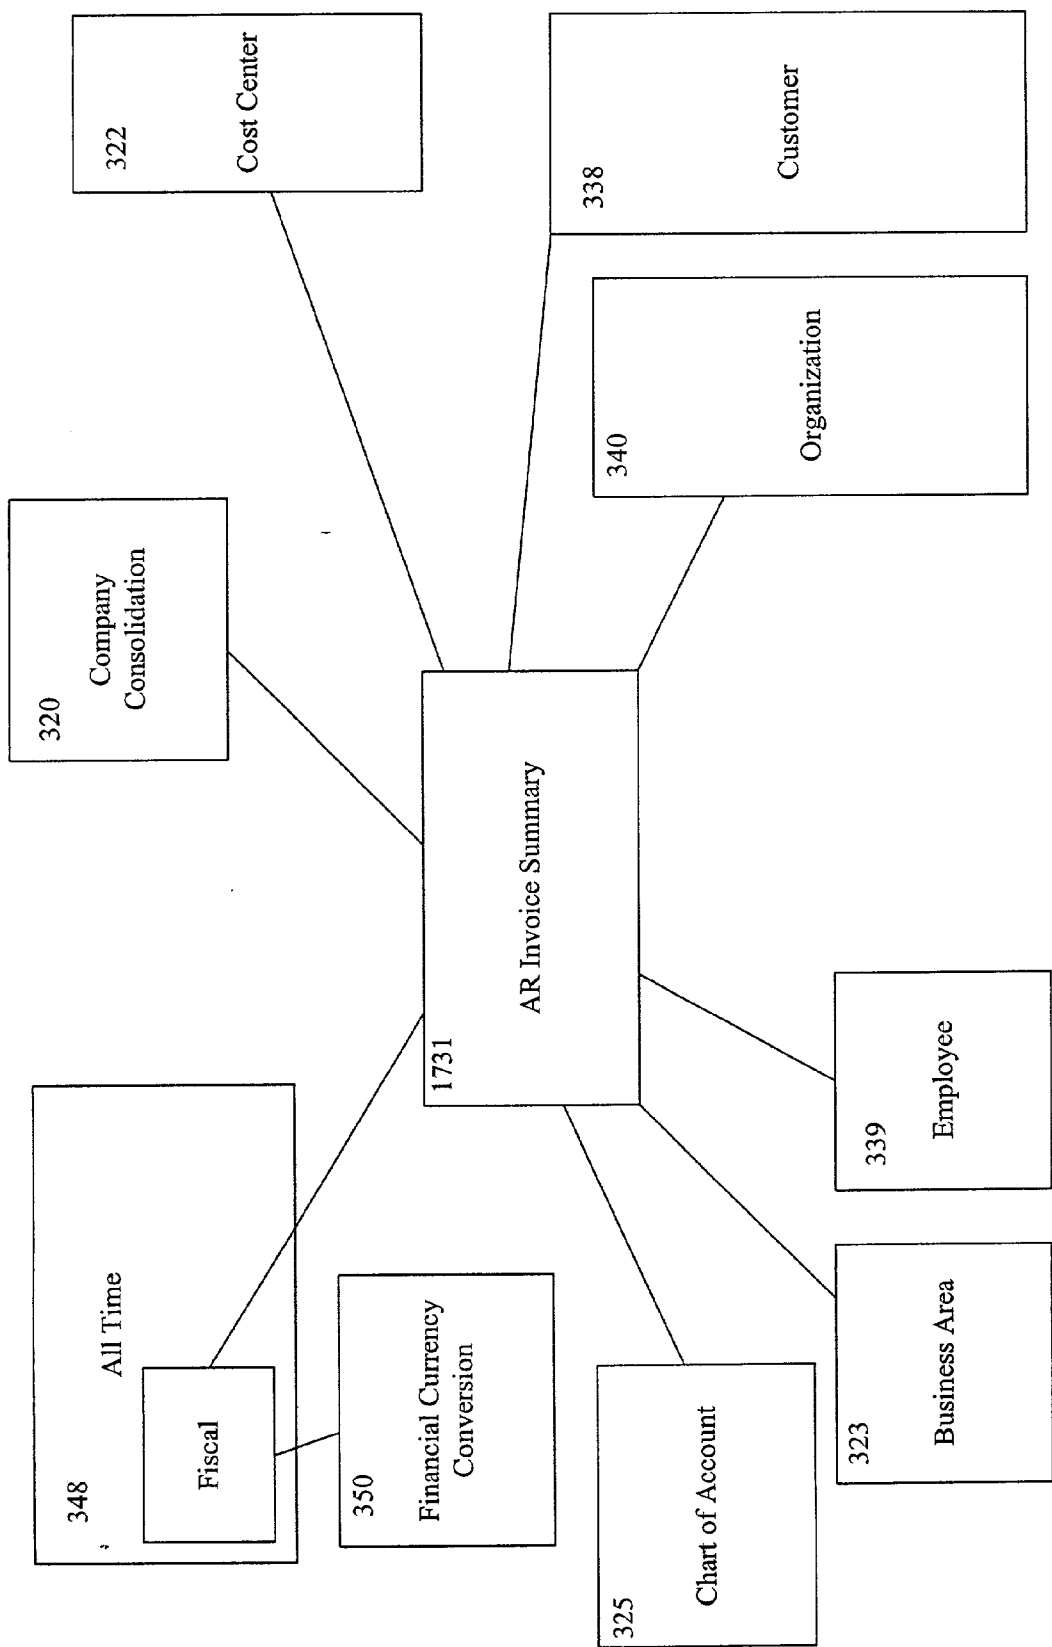 348
All Time
Fiscal
350
Financial Currency
Conversion
320
Company
Consolidation
322
Cost Center
1731
AR Invoice Summary
325
Chart of Account
323
Business Area
339
Employee
340
Organization
338
Customer